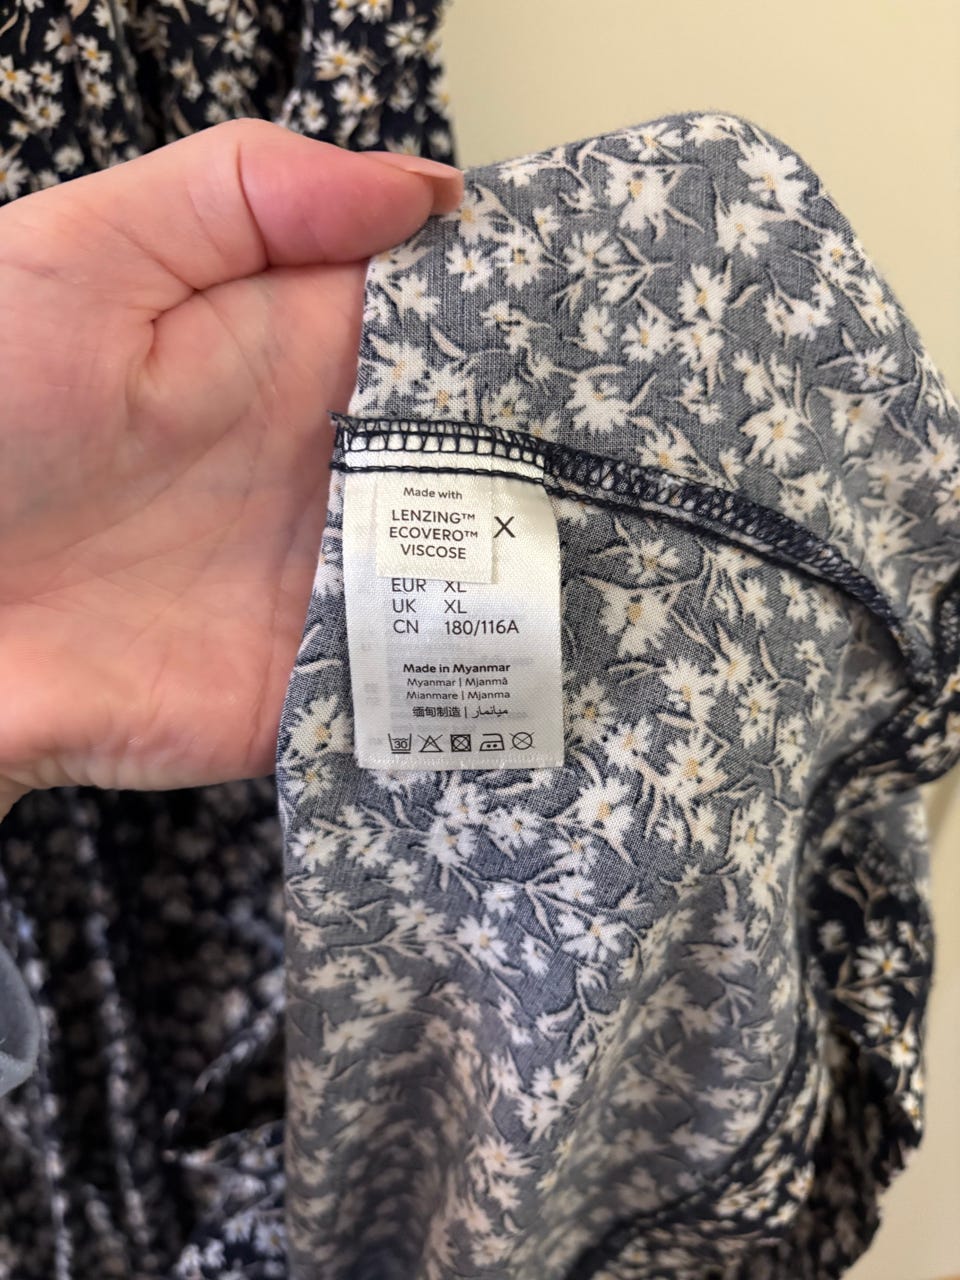 Made with
LENZING™
ECOVERO™
VISCOSE
X
EUR XL
UK XL
CN 180/116A
Made in Myanmar
Myanmar | Mjanmā
Mianmare | Mjanma
缅甸制造 | ميانمار
30